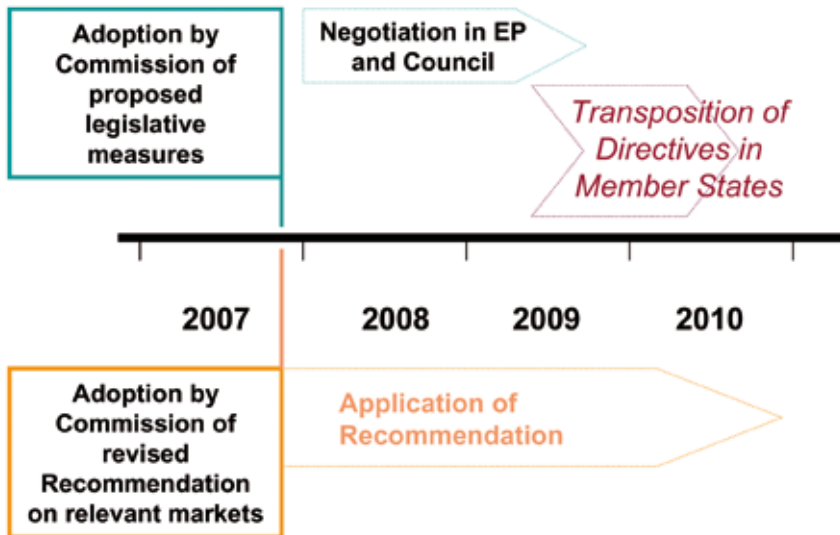 Adoption by
Commission of
proposed
legislative
measures
Negotiation in EP
and Council
Transposition of
Directives in
Member States
2007 2008 2009 2010
Adoption by
Commission of
revised
Recommendation
on relevant markets
Application of
Recommendation